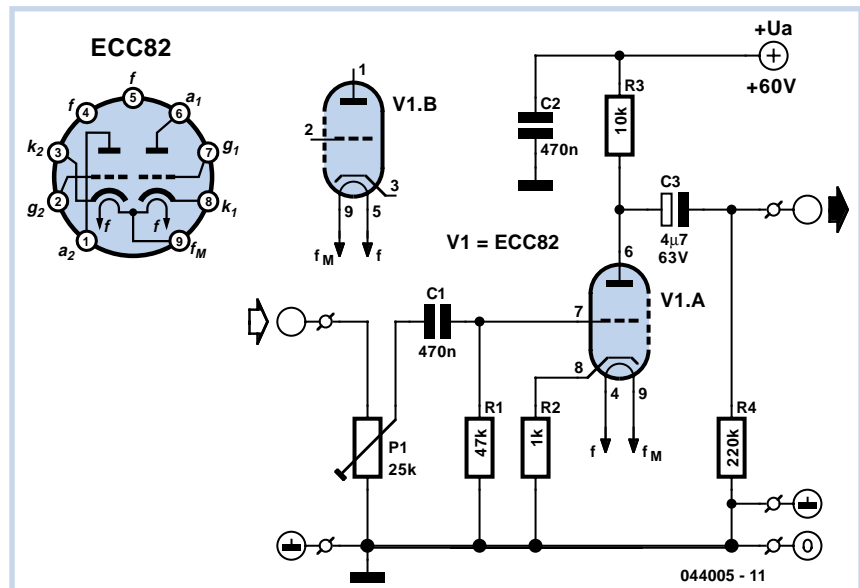 ECC82
f
5
f
4
a1
6
k2
3
g1
7
g2
2
k1
8
f
f
a2
1
9
fM
1
V1.B
2
3
9
5
fM
f
+Ua
+60V
R3
10k
C2
470n
C3
4µ7
63V
V1 = ECC82
6
V1.A
C1
470n
7
8
4
9
f
fM
P1
25k
R1
47k
R2
1k
R4
220k
0
044005 - 11